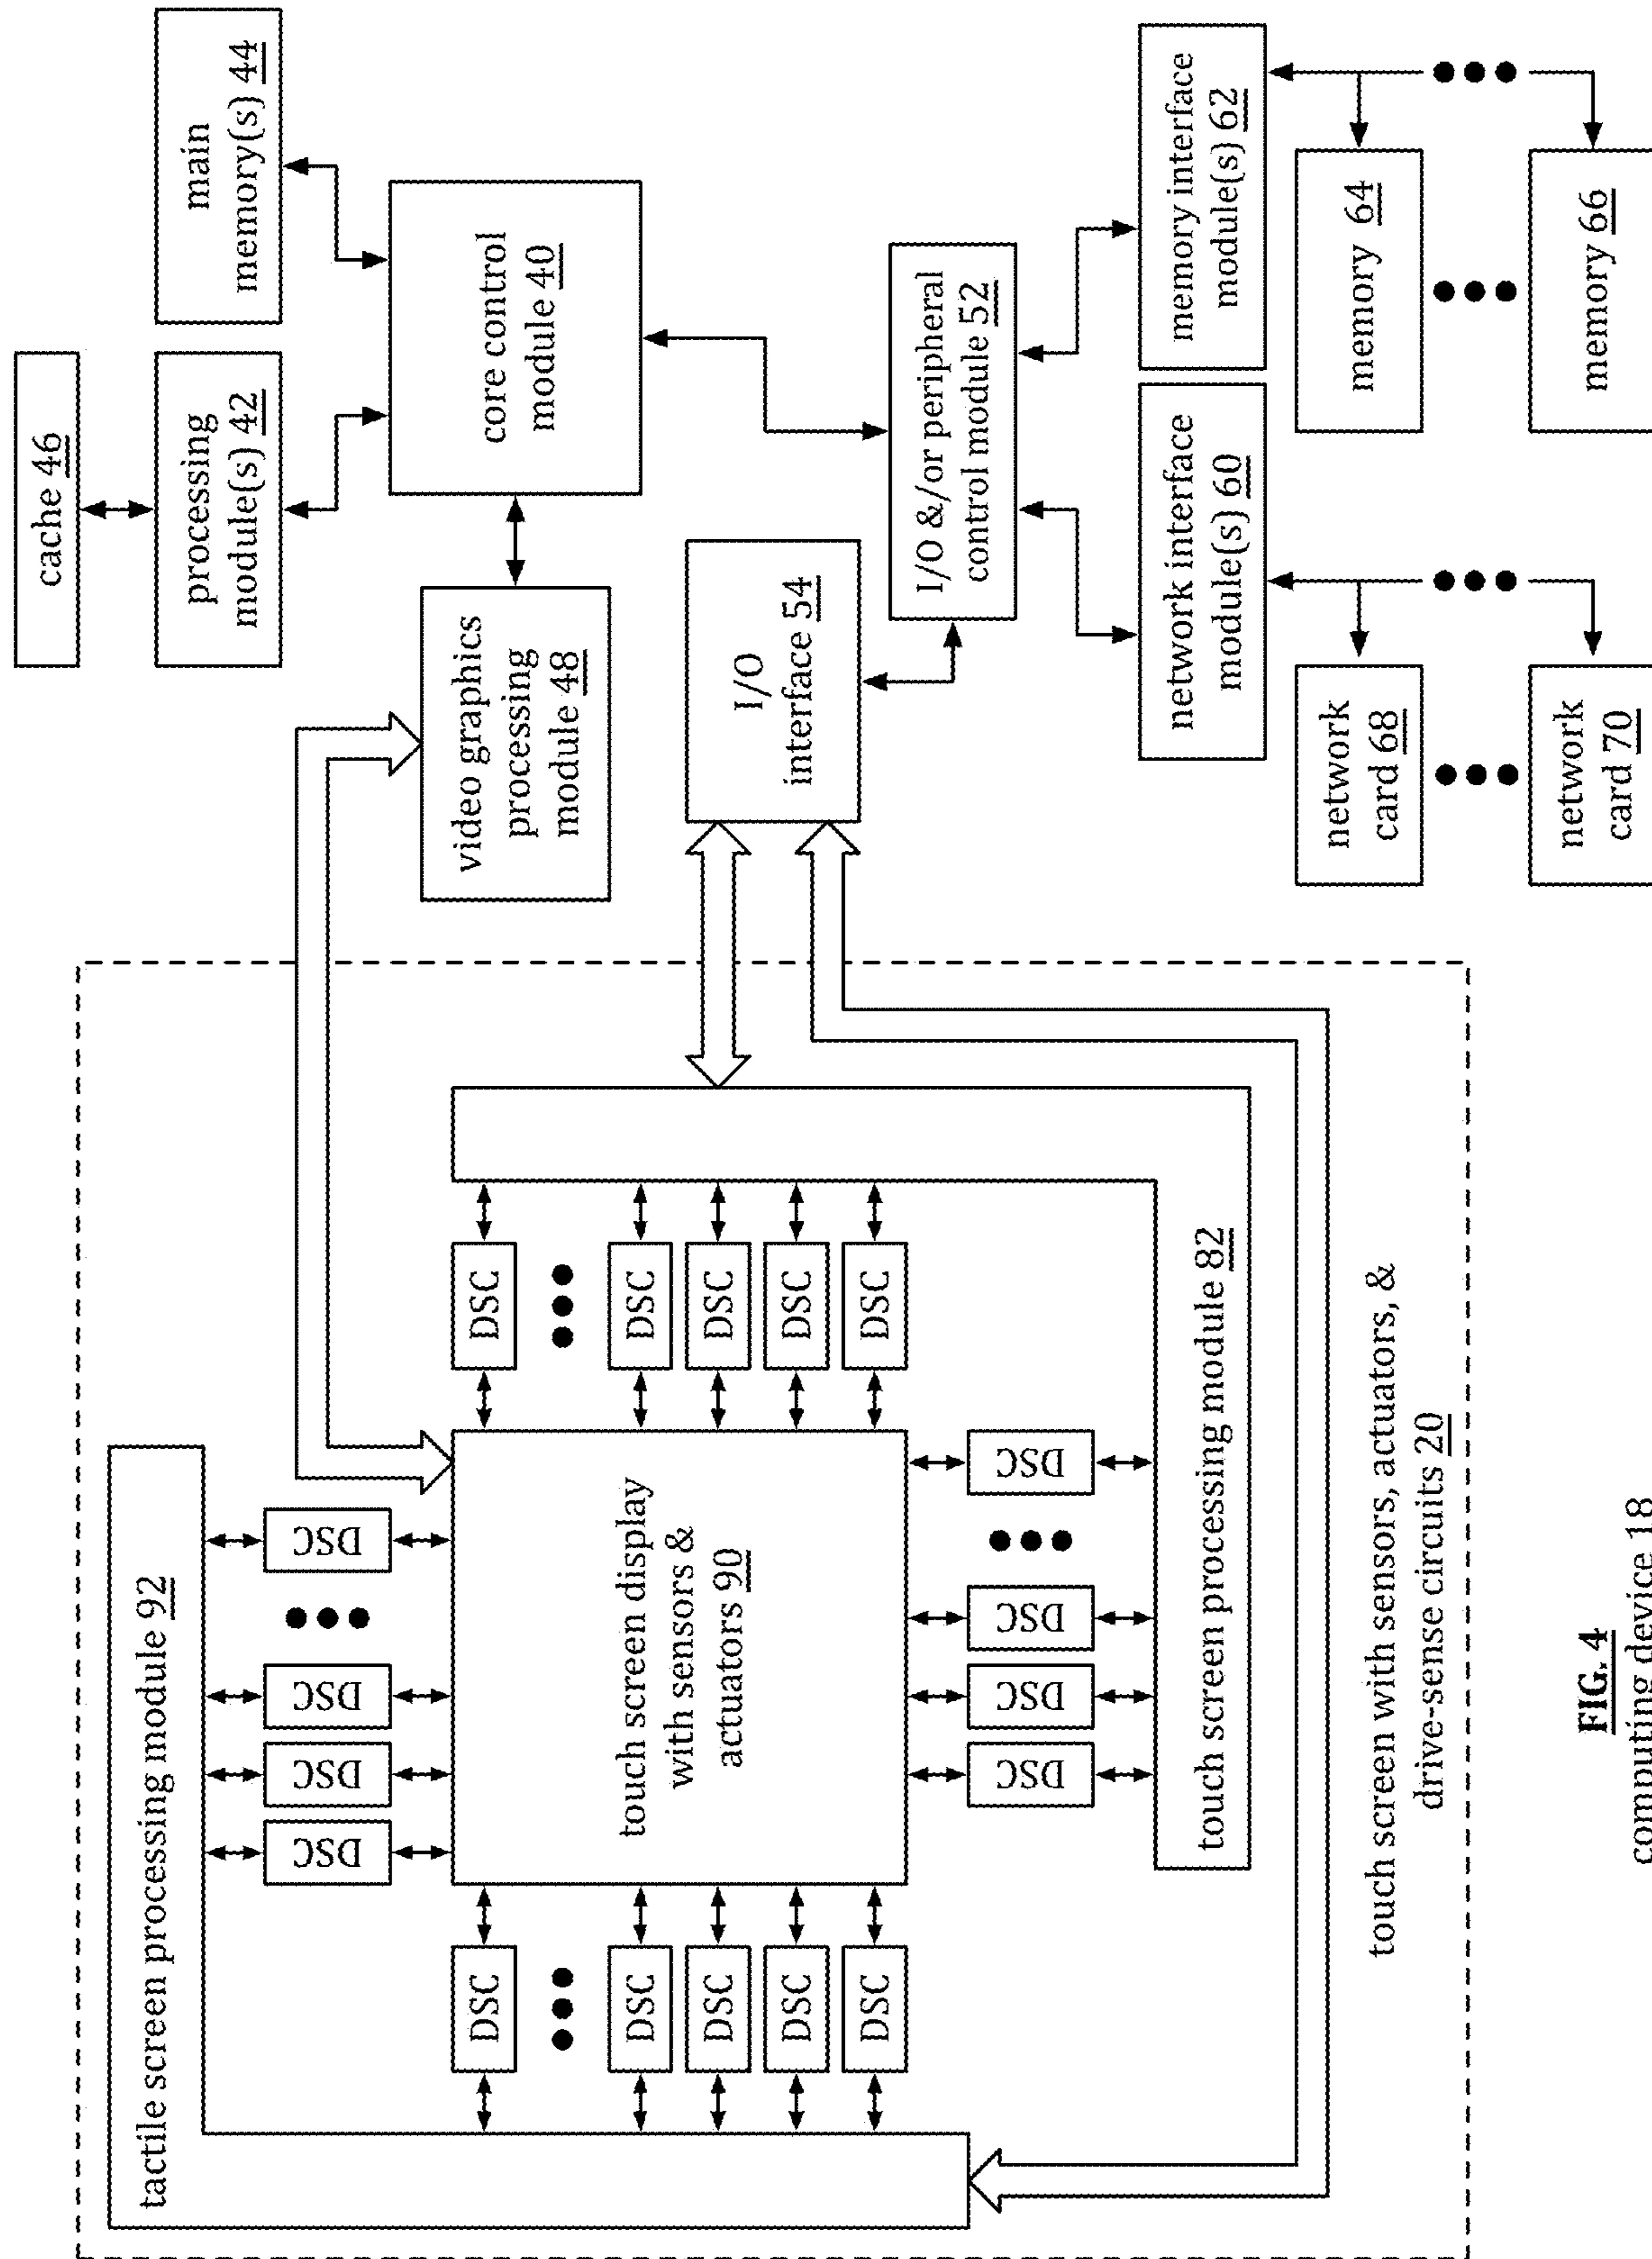 tactile screen processing module 92
DSC
DSC
DSC
DSC
DSC
DSC
DSC
DSC
DSC
touch screen display
with sensors &
actuators 90
DSC
DSC
DSC
DSC
DSC
DSC
DSC
DSC
DSC
touch screen processing module 82
touch screen with sensors, actuators, &
drive-sense circuits 20
cache 46
processing
module(s) 42
main
memory(s) 44
video graphics
processing
module 48
core control
module 40
I/O
interface 54
I/O &/or peripheral
control module 52
network interface
module(s) 60
memory interface
module(s) 62
network
card 68
memory 64
network
card 70
memory 66
FIG. 4
computing device 18